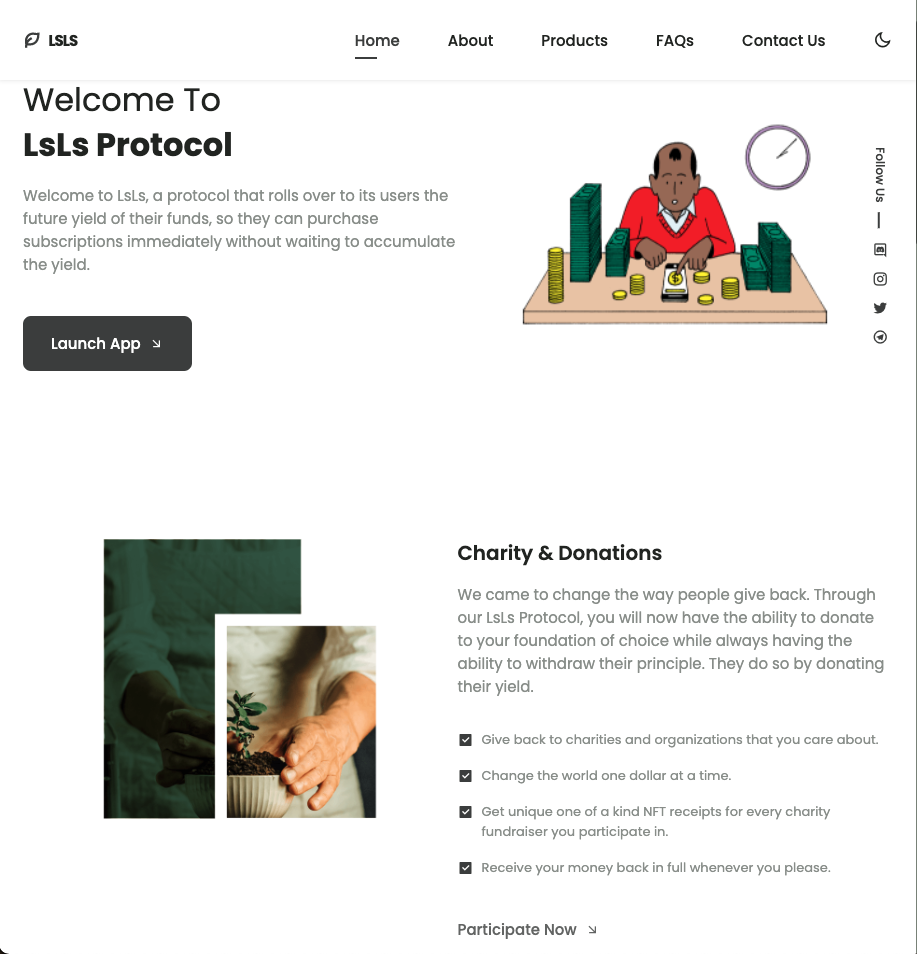 LSLS
Home
About
Products
FAQs
Contact Us
Welcome To
LsLs Protocol
Welcome to LsLs, a protocol that rolls over to its users the
future yield of their funds, so they can purchase
subscriptions immediately without waiting to accumulate
the yield.
Launch App
Follow Us
$
Charity & Donations
We came to change the way people give back. Through
our LsLs Protocol, you will now have the ability to donate
to your foundation of choice while always having the
ability to withdraw their principle. They do so by donating
their yield.
Give back to charities and organizations that you care about.
Change the world one dollar at a time.
Get unique one of a kind NFT receipts for every charity
fundraiser you participate in.
Receive your money back in full whenever you please.
Participate Now